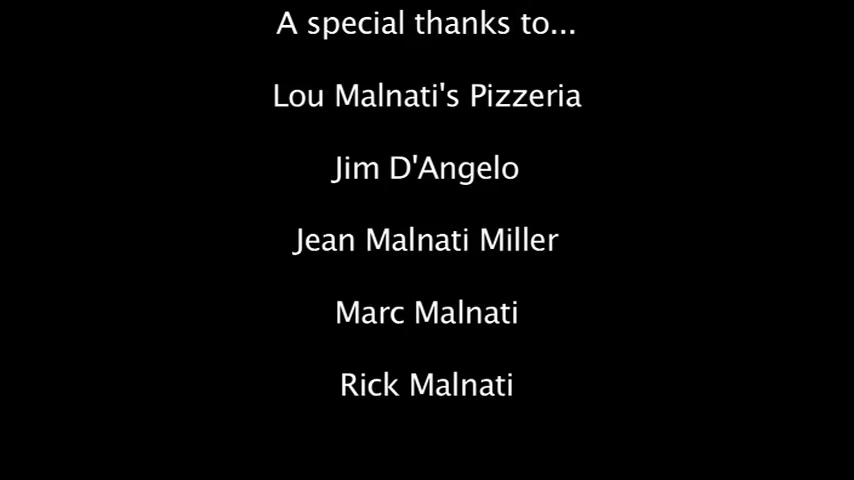 A special thanks to...
Lou Malnati's Pizzeria
Jim D'Angelo
Jean Malnati Miller
Marc Malnati
Rick Malnati